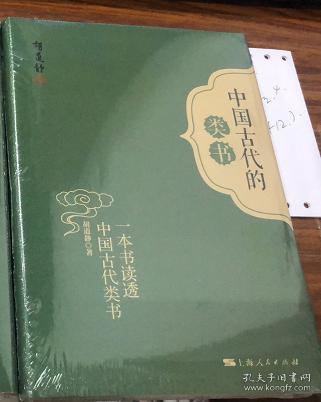 胡道静
中国古代的
类书
一本书读透
中国古代类书
胡道静◎著
上海人民出版社
2.4.
孔夫子旧书网